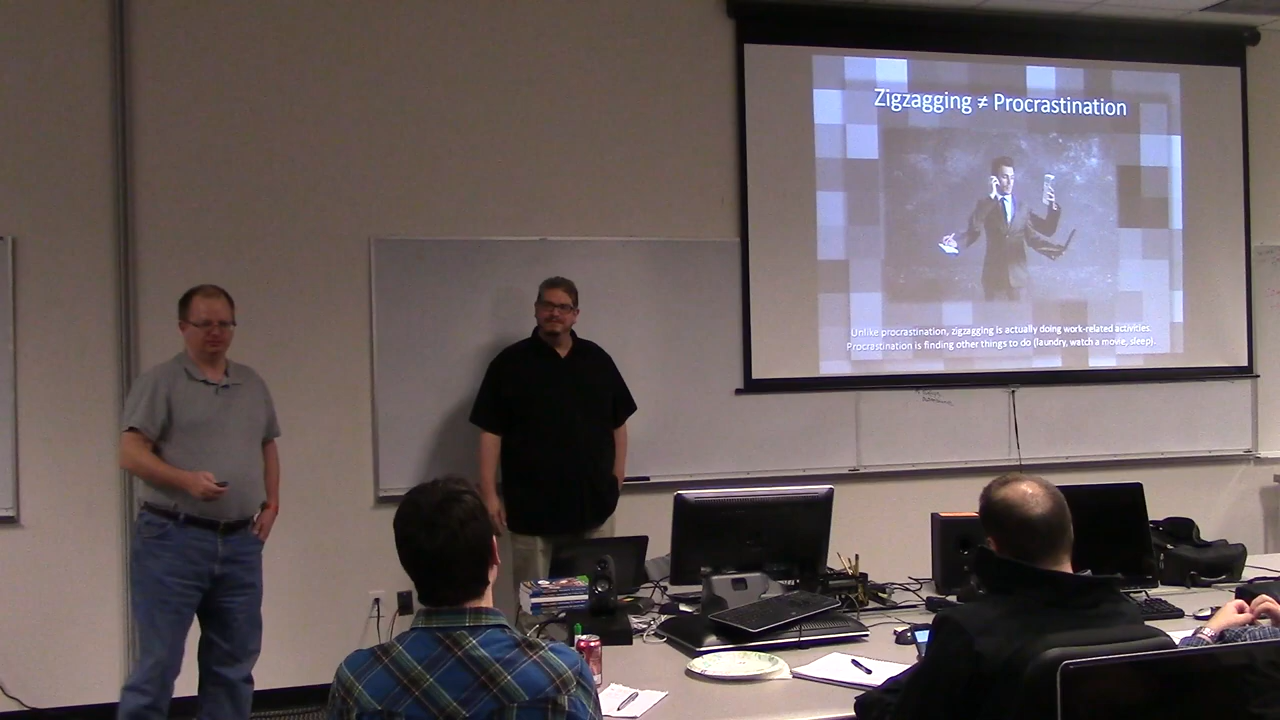 Zigzagging ≠ Procrastination
Unlike procrastination, zigzagging is actually doing work-related activities.
Procrastination is finding other things to do (laundry, watch a movie, sleep).